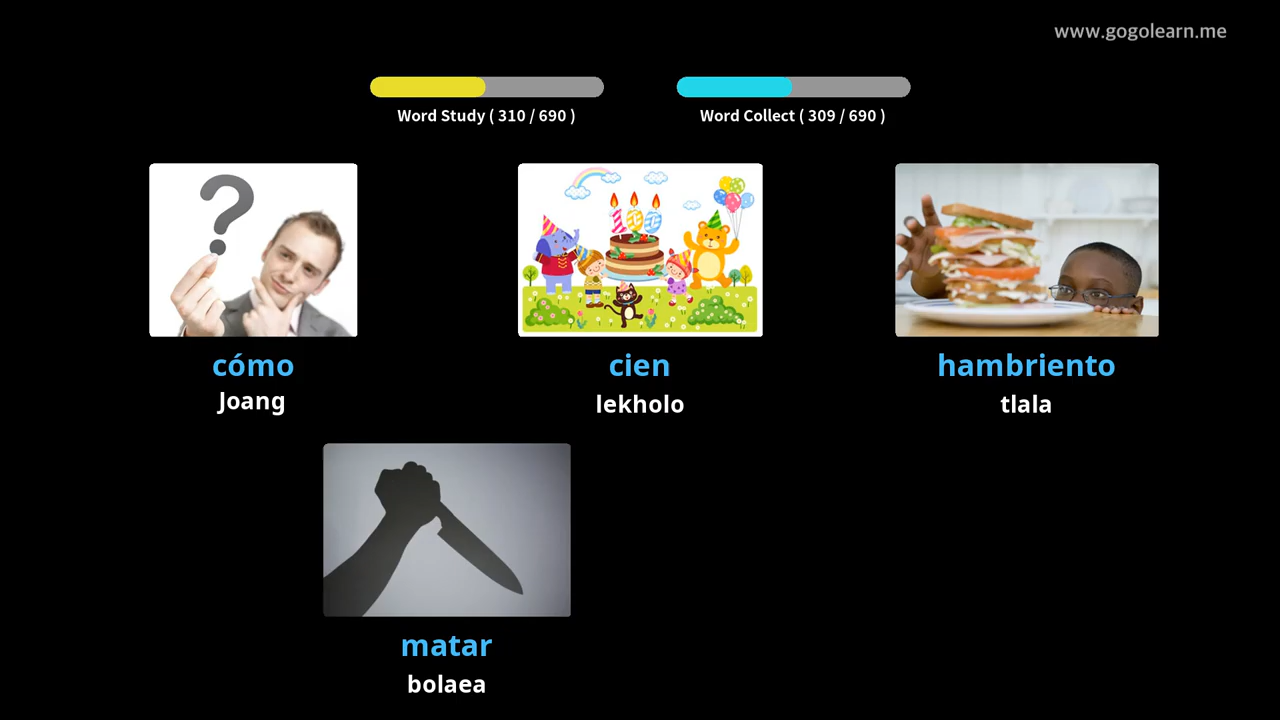 www.gogolearn.me
Word Study ( 310 / 690 )
Word Collect ( 309 / 690 )
100
cómo
Joang
cien
lekholo
hambriento
tlala
matar
bolaea